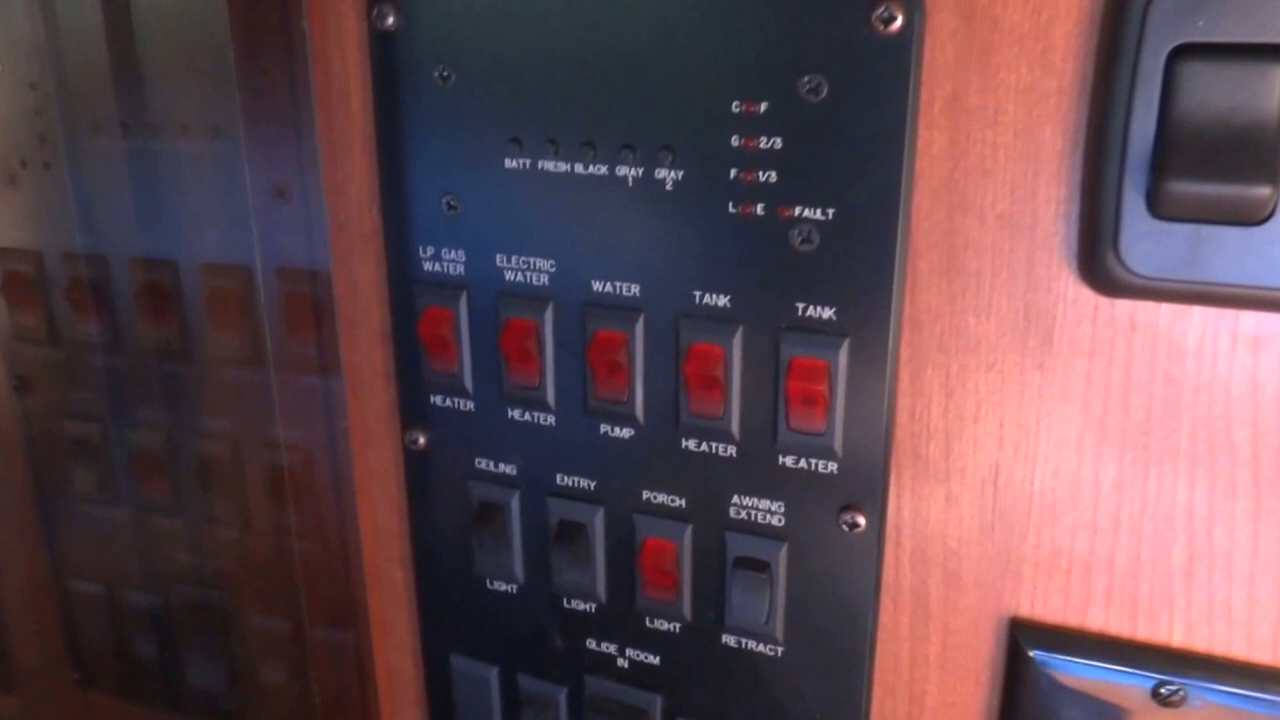 C F
G 2/3
F 1/3
L E FAULT
BATT FRESH BLACK GRAY 1 GRAY 2
LP GAS WATER
HEATER
ELECTRIC WATER
HEATER
WATER
PUMP
TANK
HEATER
TANK
HEATER
CEILING
LIGHT
ENTRY
LIGHT
PORCH
LIGHT
AWNING
EXTEND
RETRACT
GLIDE ROOM
IN